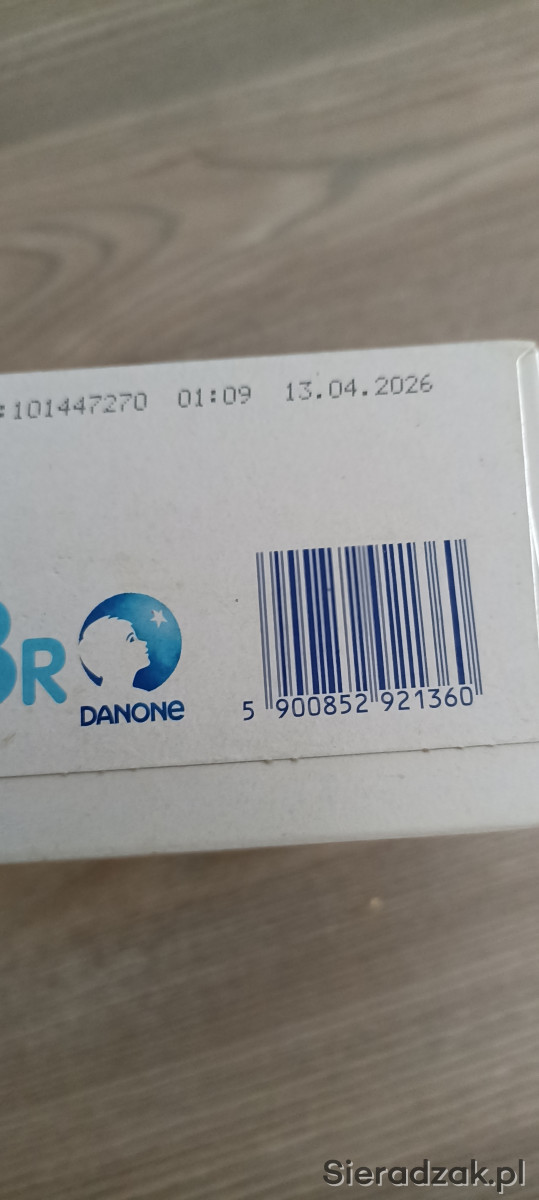 :101447270 01:09 13.04.2026
R
DANONE
5 900852 921360
Sieradzak.pl